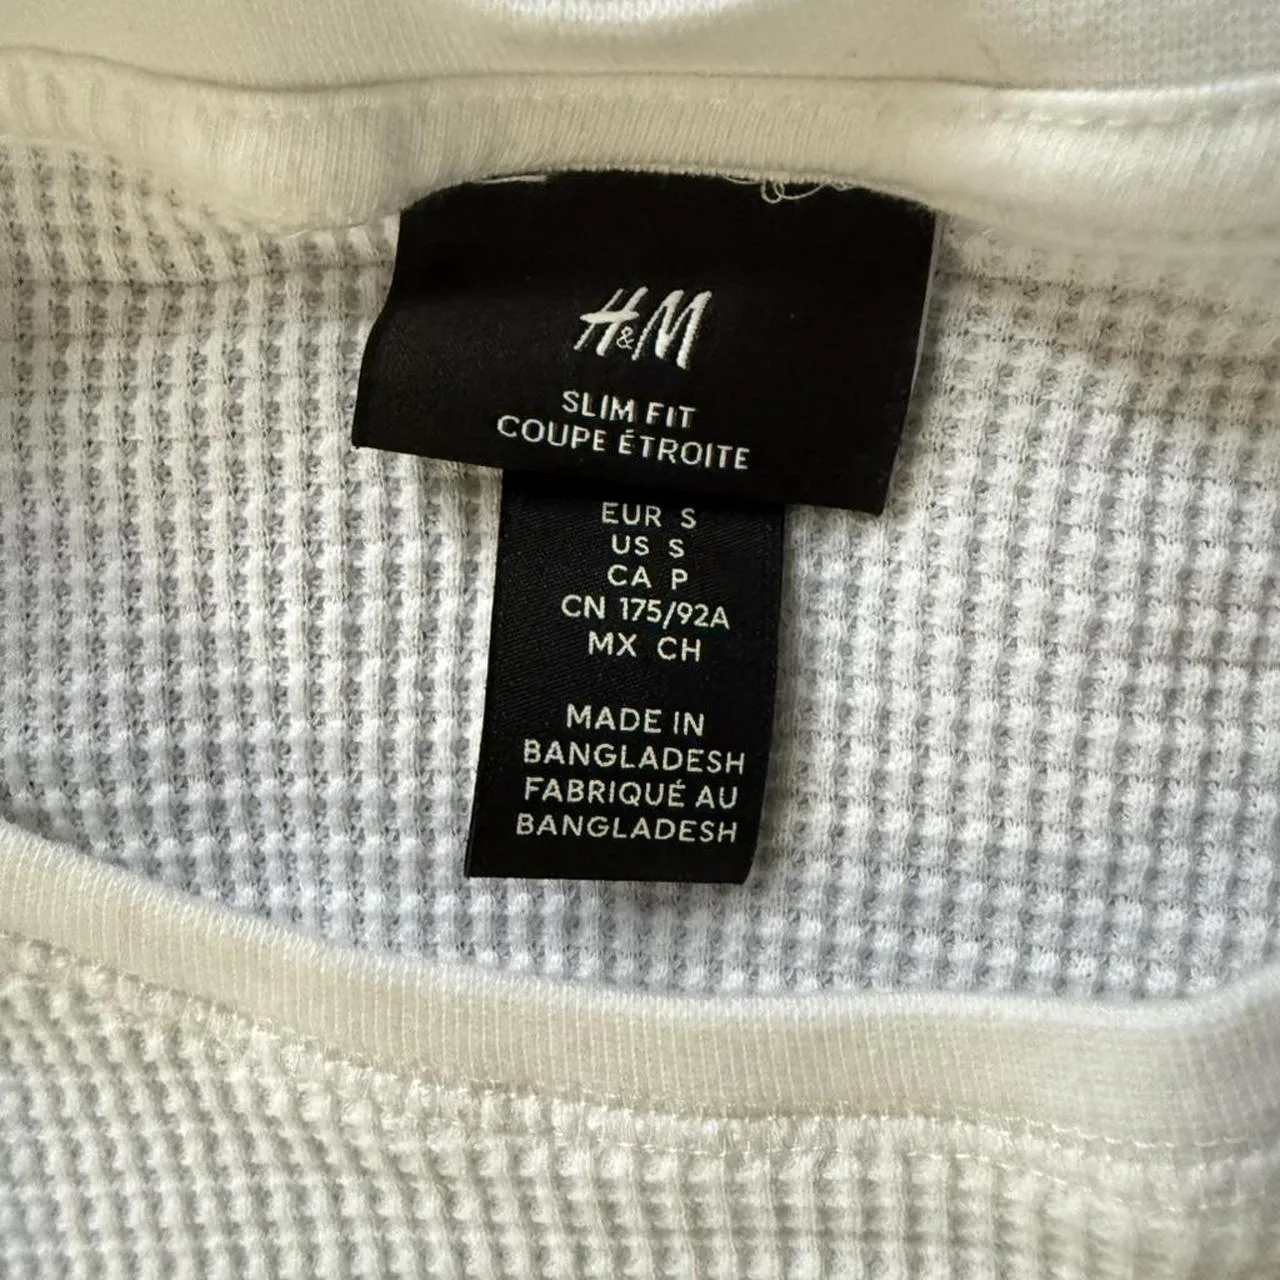 H&M
SLIM FIT
COUPE ÉTROITE
EUR S
US S
CA P
CN 175/92A
MX CH
MADE IN
BANGLADESH
FABRIQUÉ AU
BANGLADESH